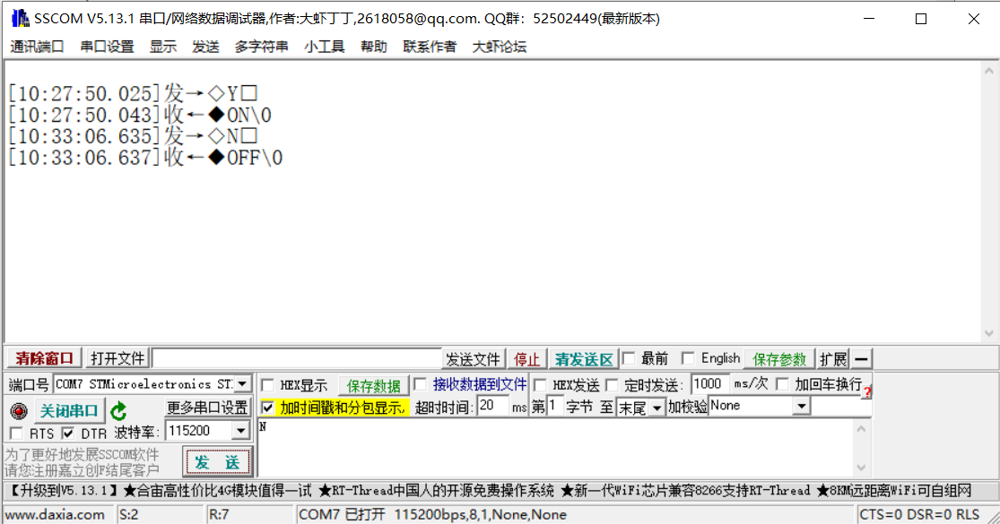 SSCOM V5.13.1 串口/网络数据调试器,作者:大虾丁丁,2618058@qq.com. QQ群: 52502449(最新版本)
通讯端口 串口设置 显示 发送 多字符串 小工具 帮助 联系作者 大虾论坛
[10:27:50.025]发→◇Y□
[10:27:50.043]收←◆ON\0
[10:33:06.635]发→◇N□
[10:33:06.637]收←◆OFF\0
清除窗口 打开文件 发送文件 停止 清发送区 最前 English 保存参数 扩展 —
端口号 COM7 STMicroelectronics ST. HEX显示 保存数据 接收数据到文件 HEX发送 定时发送: 1000 ms/次 加回车换行 ?
关闭串口 更多串口设置 加时间戳和分包显示, 超时时间: 20 ms 第 1 字节 至 末尾 加校验 None
RTS DTR 波特率: 115200 N
为了更好地发展SSCOM软件
请您注册嘉立创F结尾客户
发 送
【升级到V5.13.1】★合宙高性价比4G模块值得一试 ★RT-Thread中国人的开源免费操作系统 ★新一代WiFi芯片兼容8266支持RT-Thread ★8KM远距离WiFi可自组网
www.daxia.com S:2 R:7 COM7 已打开 115200bps,8,1,None,None CTS=0 DSR=0 RLS